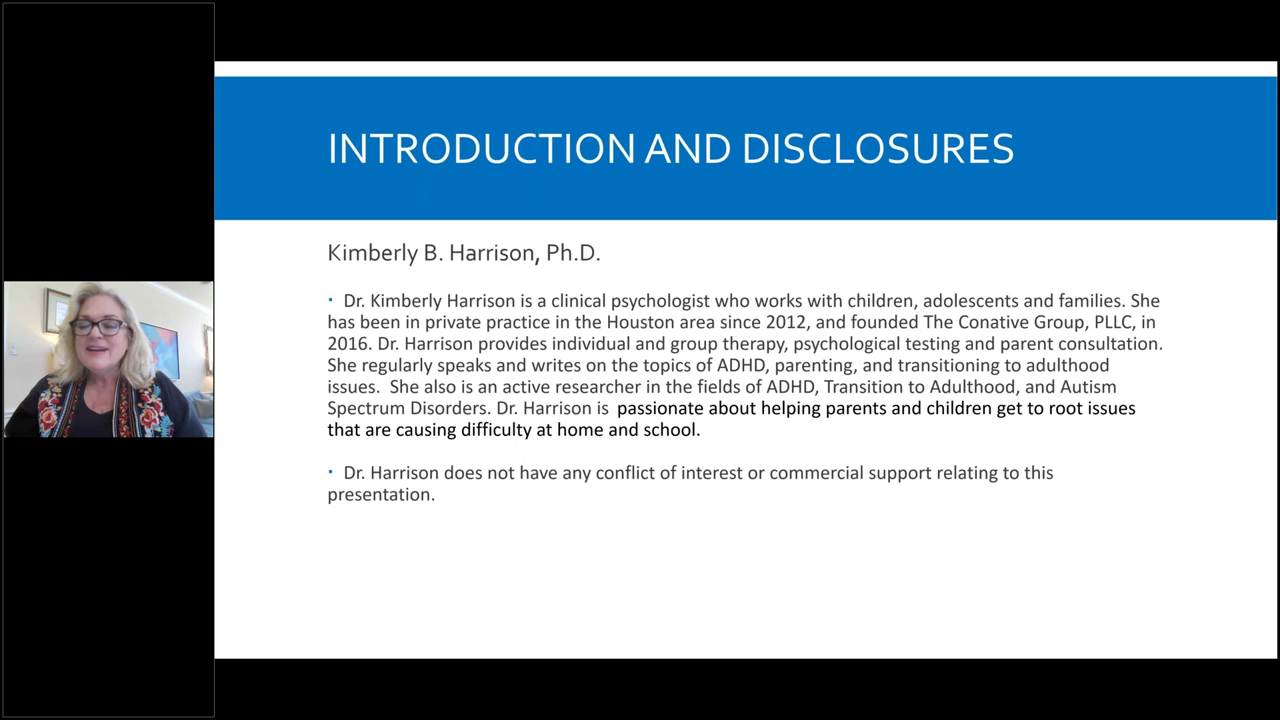 INTRODUCTION AND DISCLOSURES
Kimberly B. Harrison, Ph.D.
▪ Dr. Kimberly Harrison is a clinical psychologist who works with children, adolescents and families. She
has been in private practice in the Houston area since 2012, and founded The Conative Group, PLLC, in
2016. Dr. Harrison provides individual and group therapy, psychological testing and parent consultation.
She regularly speaks and writes on the topics of ADHD, parenting, and transitioning to adulthood
issues.  She also is an active researcher in the fields of ADHD, Transition to Adulthood, and Autism
Spectrum Disorders. Dr. Harrison is  passionate about helping parents and children get to root issues
that are causing difficulty at home and school.
▪ Dr. Harrison does not have any conflict of interest or commercial support relating to this
presentation.